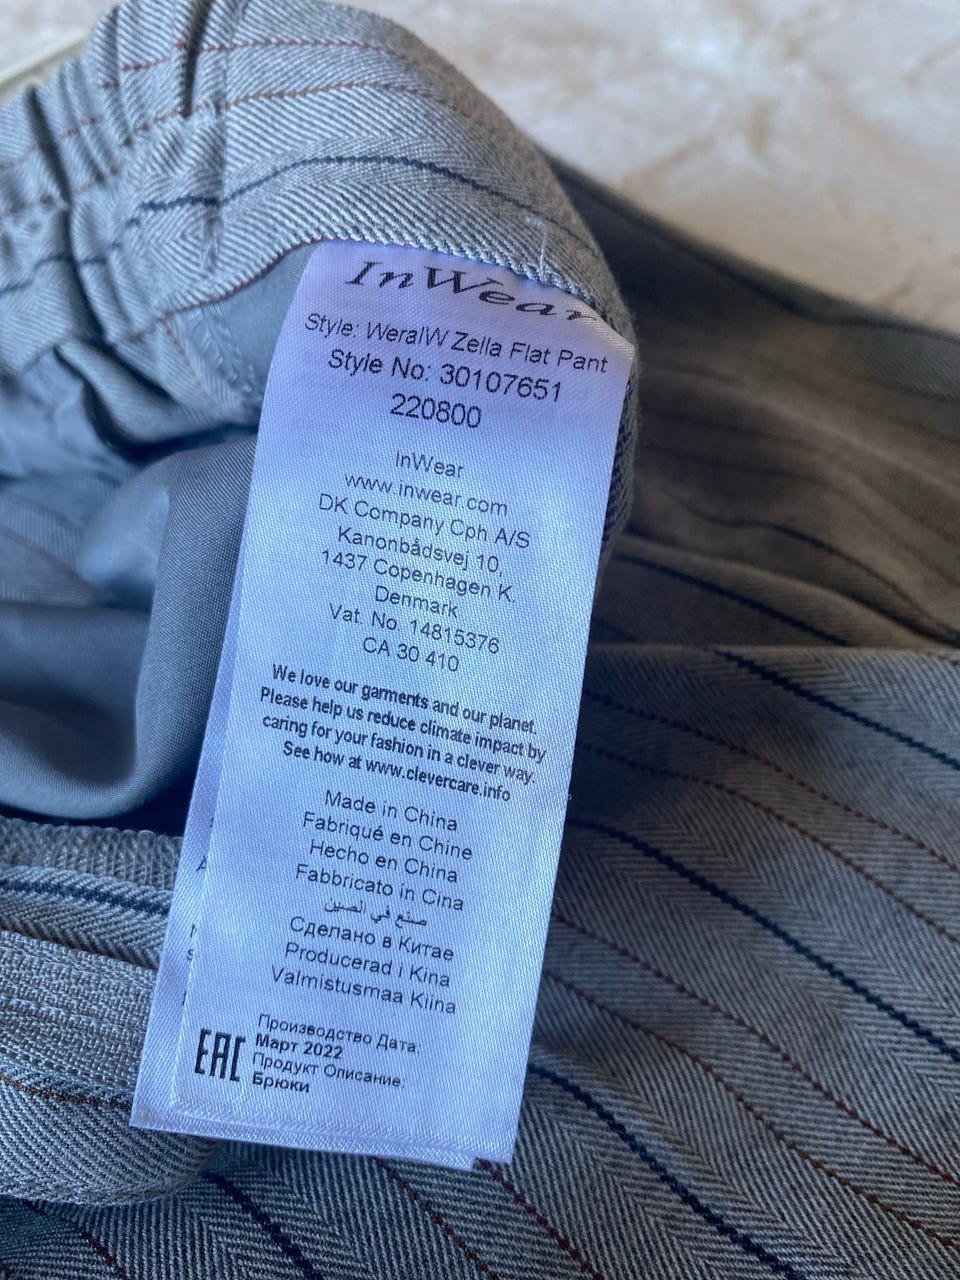 InWear
Style: WeraIW Zella Flat Pant
Style No: 30107651
220800
InWear
www.inwear.com
DK Company Cph A/S
Kanonbådsvej 10,
1437 Copenhagen K.
Denmark
Vat. No. 14815376
CA 30 410
We love our garments and our planet.
Please help us reduce climate impact by
caring for your fashion in a clever way.
See how at www.clevercare.info
Made in China
Fabriqué en Chine
Hecho en China
Fabbricato in Cina
صنع في الصين
Сделано в Китае
Producerad i Kina
Valmistusmaa Kiina
EAC
Производство Дата:
Март 2022
Продукт Описание:
Брюки